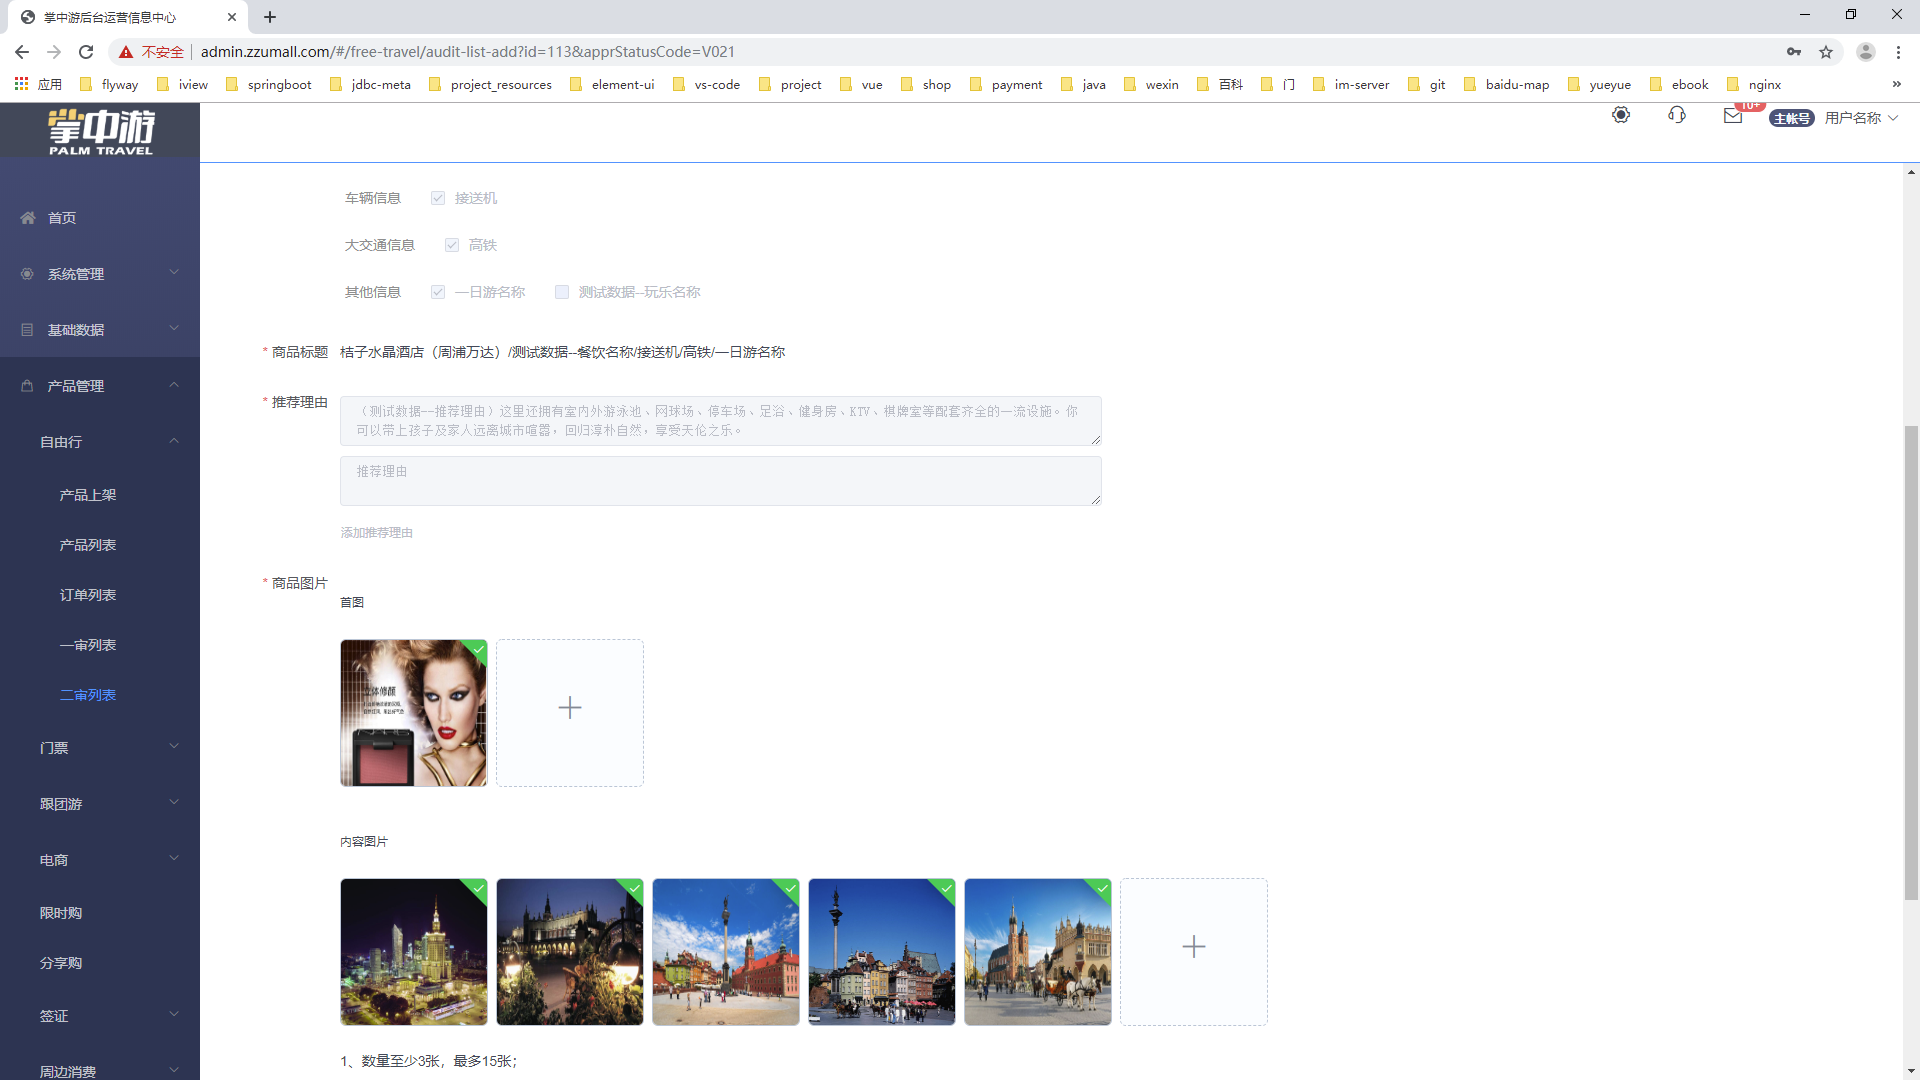 掌中游后台运营信息中心
不安全
admin.zzumall.com/#/free-travel/audit-list-add?id=113&apprStatusCode=V021
应用 flyway iview springboot jdbc-meta project_resources element-ui vs-code project vue shop payment java wexin 百科 门 im-server git baidu-map yueyue ebook nginx »
掌中游
PALM TRAVEL
10+
主帐号 用户名称
首页
系统管理
基础数据
产品管理
自由行
产品上架
产品列表
订单列表
一审列表
二审列表
门票
跟团游
电商
限时购
分享购
签证
周边消费
车辆信息 接送机
大交通信息 高铁
其他信息 一日游名称 测试数据--玩乐名称
* 商品标题 桔子水晶酒店（周浦万达）/测试数据--餐饮名称/接送机/高铁/一日游名称
* 推荐理由
（测试数据--推荐理由）这里还拥有室内外游泳池、网球场、停车场、足浴、健身房、KTV、棋牌室等配套齐全的一流设施。你
可以带上孩子及家人远离城市喧嚣，回归淳朴自然，享受天伦之乐。
推荐理由
添加推荐理由
* 商品图片
首图
立体修颜
内容图片
1、数量至少3张，最多15张；